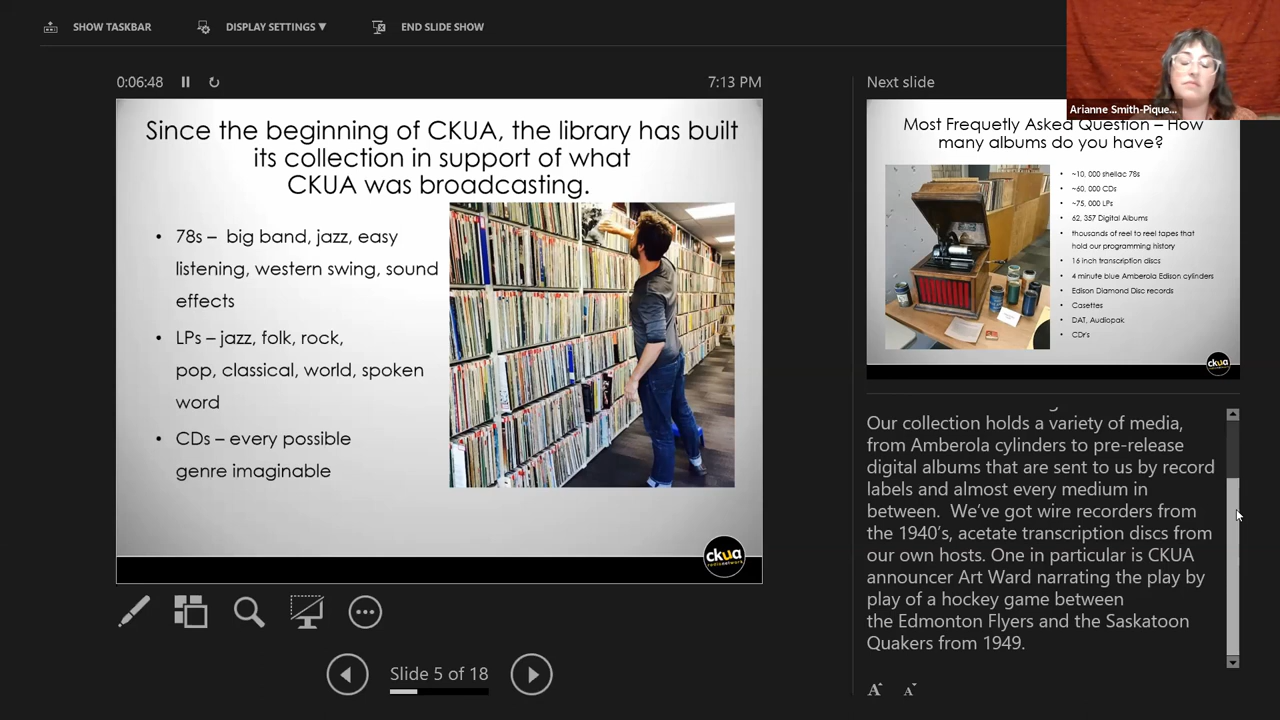 SHOW TASKBAR
DISPLAY SETTINGS ▼
END SLIDE SHOW
0:06:48
7:13 PM
Since the beginning of CKUA, the library has built
its collection in support of what
CKUA was broadcasting.
• 78s – big band, jazz, easy
listening, western swing, sound
effects
• LPs – jazz, folk, rock,
pop, classical, world, spoken
word
• CDs – every possible
genre imaginable
ckua
radio network
Slide 5 of 18
Next slide
Arianne Smith-Pique...
Most Frequetly Asked Question – How
many albums do you have?
• ~10, 000 shellac 78s
• ~60, 000 CDs
• ~75, 000 LPs
• 62, 357 Digital Albums
• thousands of reel to reel tapes that
hold our programming history
• 16 inch transcription discs
• 4 minute blue Amberola Edison cylinders
• Edison Diamond Disc records
• Casettes
• DAT, Audiopak
• CDr's
ckua
Our collection holds a variety of media,
from Amberola cylinders to pre-release
digital albums that are sent to us by record
labels and almost every medium in
between.  We've got wire recorders from
the 1940's, acetate transcription discs from
our own hosts. One in particular is CKUA
announcer Art Ward narrating the play by
play of a hockey game between
the Edmonton Flyers and the Saskatoon
Quakers from 1949.
A A